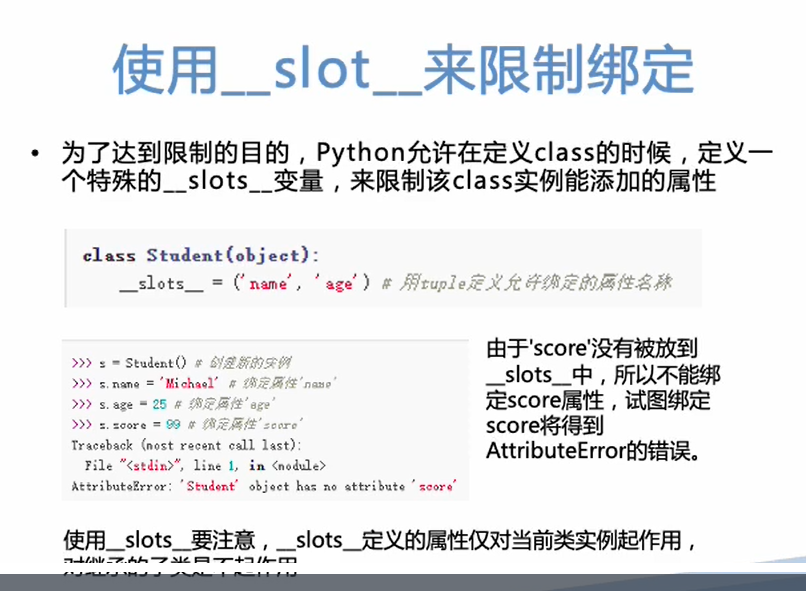 使用__slot__来限制绑定
• 为了达到限制的目的，Python允许在定义class的时候，定义一
个特殊的__slots__变量，来限制该class实例能添加的属性
class Student(object):
__slots__ = ('name', 'age') # 用tuple定义允许绑定的属性名称
>>> s = Student() # 创建新的实例
>>> s.name = 'Michael' # 绑定属性'name'
>>> s.age = 25 # 绑定属性'age'
>>> s.score = 99 # 绑定属性'score'
Traceback (most recent call last):
File "<stdin>", line 1, in <module>
AttributeError: 'Student' object has no attribute 'score'
由于'score'没有被放到
__slots__中，所以不能绑
定score属性，试图绑定
score将得到
AttributeError的错误。
使用__slots__要注意，__slots__定义的属性仅对当前类实例起作用，
对继承的子类是不起作用